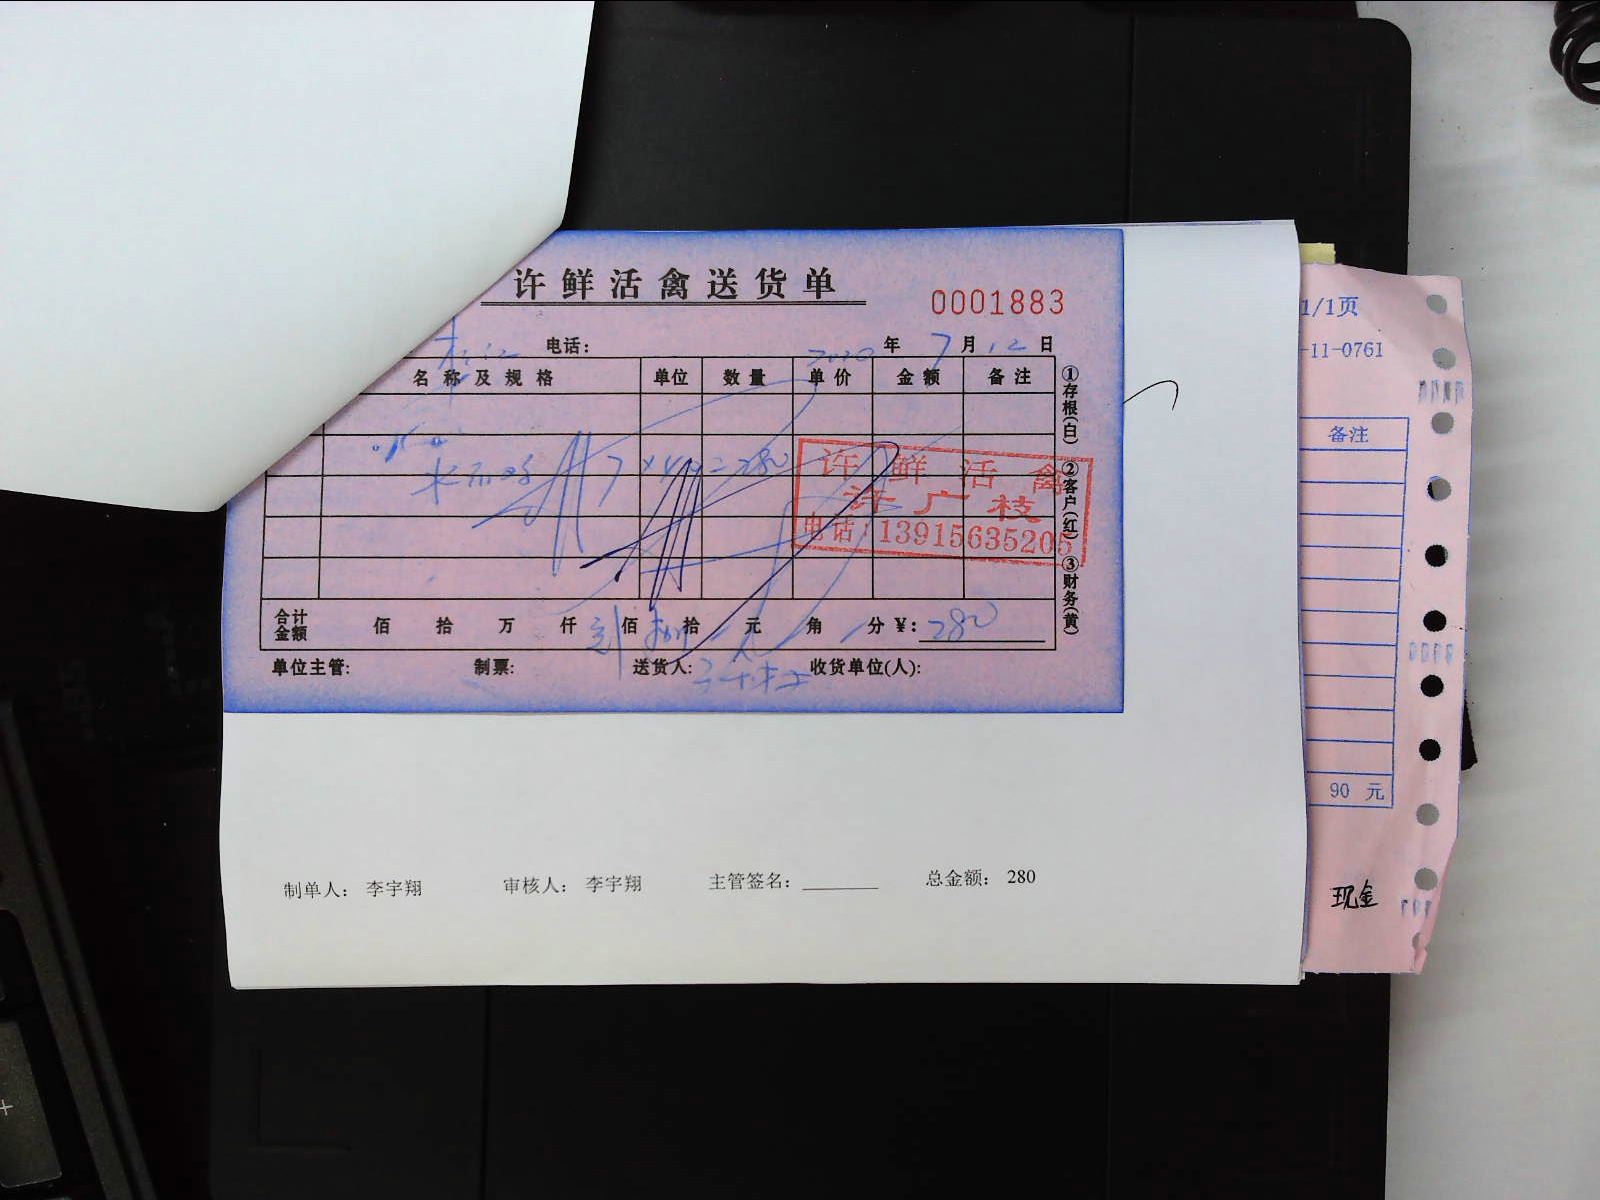 许鲜活禽送货单
0001883
电话: 2020 年 7 月 12 日
名称及规格 单位 数量 单价 金额 备注
7×40=280
许鲜活禽
许广枝
电话:13915635205
①存根(白) ②客户(红) ③财务(黄)
合计金额 佰 拾 万 仟 佰 拾 元 角 分 ¥: 280
单位主管: 制票: 送货人: 收货单位(人):
制单人: 李宇翔 审核人: 李宇翔 主管签名: 总金额: 280
1/1页
-11-0761
备注
90 元
现金